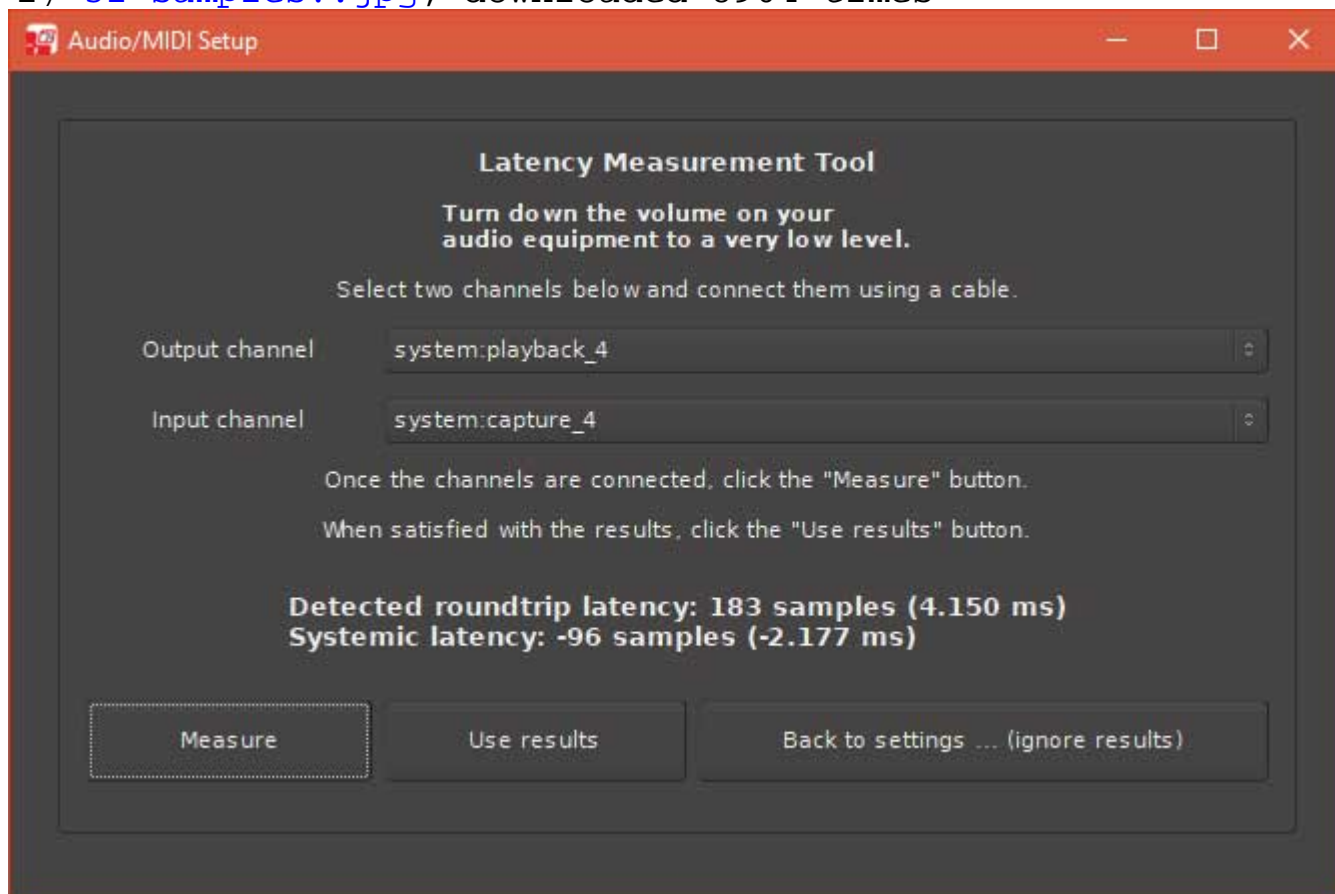 Audio/MIDI Setup
Latency Measurement Tool
Turn down the volume on your
audio equipment to a very low level.
Select two channels below and connect them using a cable.
Output channel system:playback_4
Input channel system:capture_4
Once the channels are connected, click the "Measure" button.
When satisfied with the results, click the "Use results" button.
Detected roundtrip latency: 183 samples (4.150 ms)
Systemic latency: -96 samples (-2.177 ms)
Measure Use results Back to settings ... (ignore results)